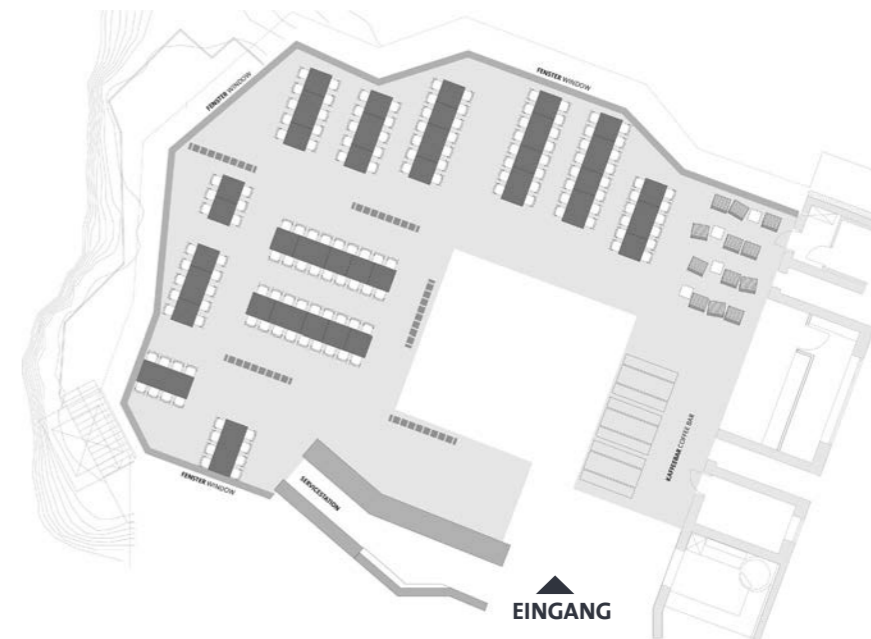 FENSTER WINDOW
FENSTER WINDOW
KAFFEEBAR COFFEE BAR
FENSTER WINDOW
SERVICESTATION
EINGANG